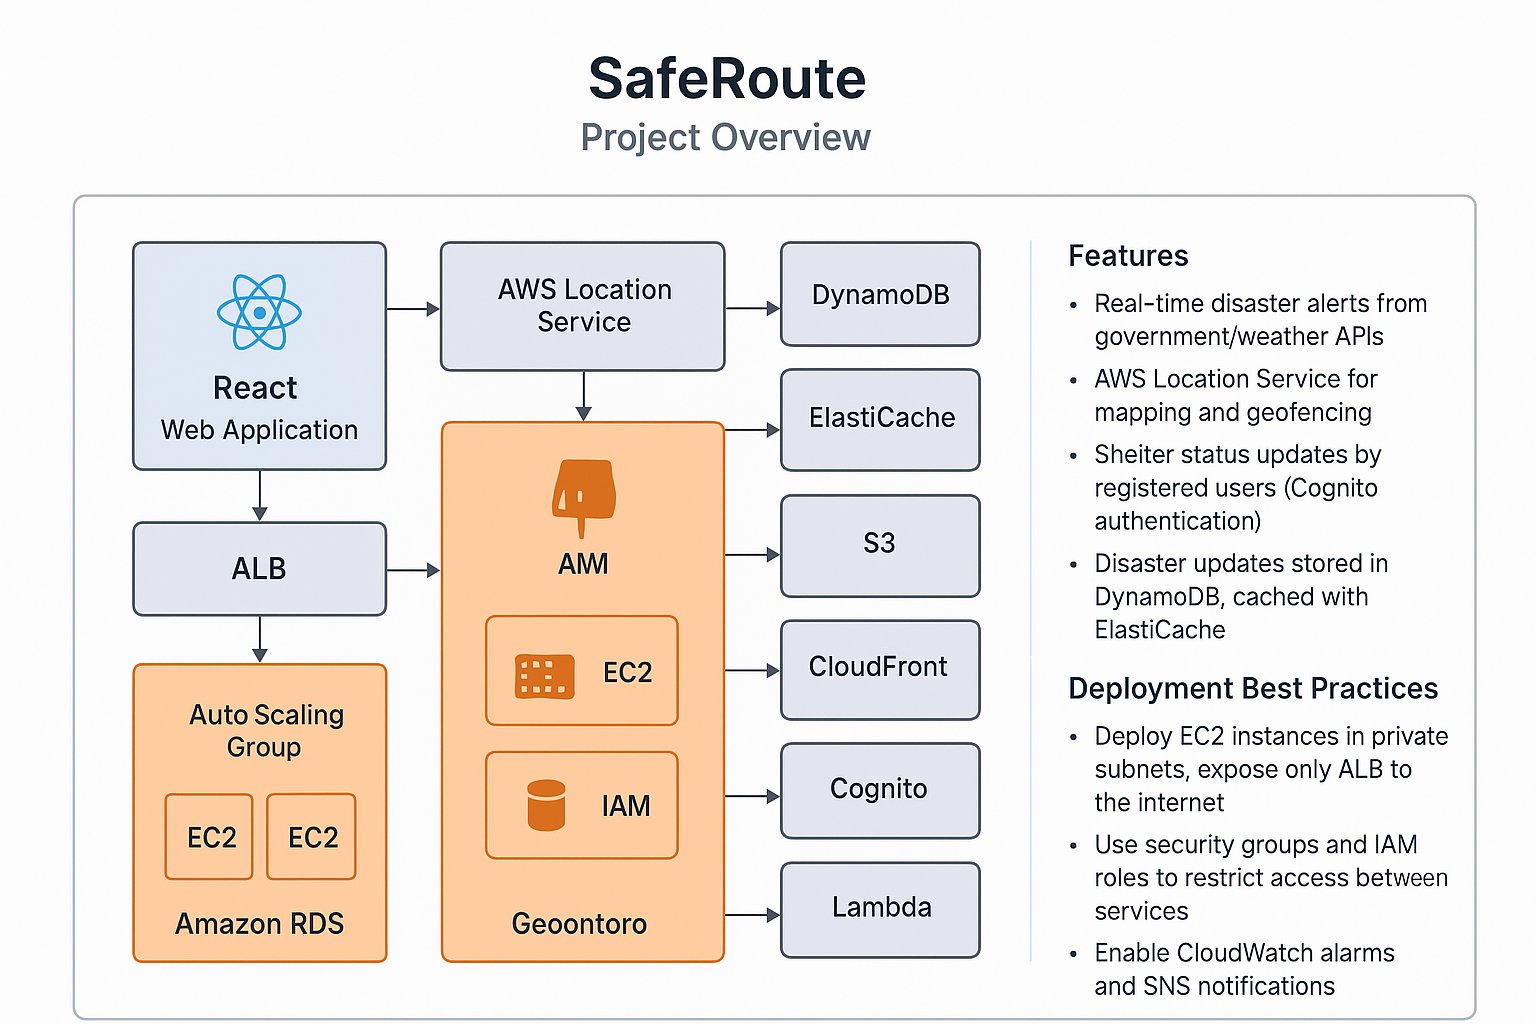 SafeRoute
Project Overview
React
Web Application
ALB
Auto Scaling
Group
EC2 EC2
Amazon RDS
AWS Location
Service
AMM
EC2
IAM
Geoontoro
DynamoDB
ElastiCache
S3
CloudFront
Cognito
Lambda
Features
• Real-time disaster alerts from
government/weather APIs
• AWS Location Service for
mapping and geofencing
• Sheiter status updates by
registered users (Cognito
authentication)
• Disaster updates stored in
DynamoDB, cached with
ElastiCache
Deployment Best Practices
• Deploy EC2 instances in private
subnets, expose only ALB to
the internet
• Use security groups and IAM
roles to restrict access between
services
• Enable CloudWatch alarms
and SNS notifications